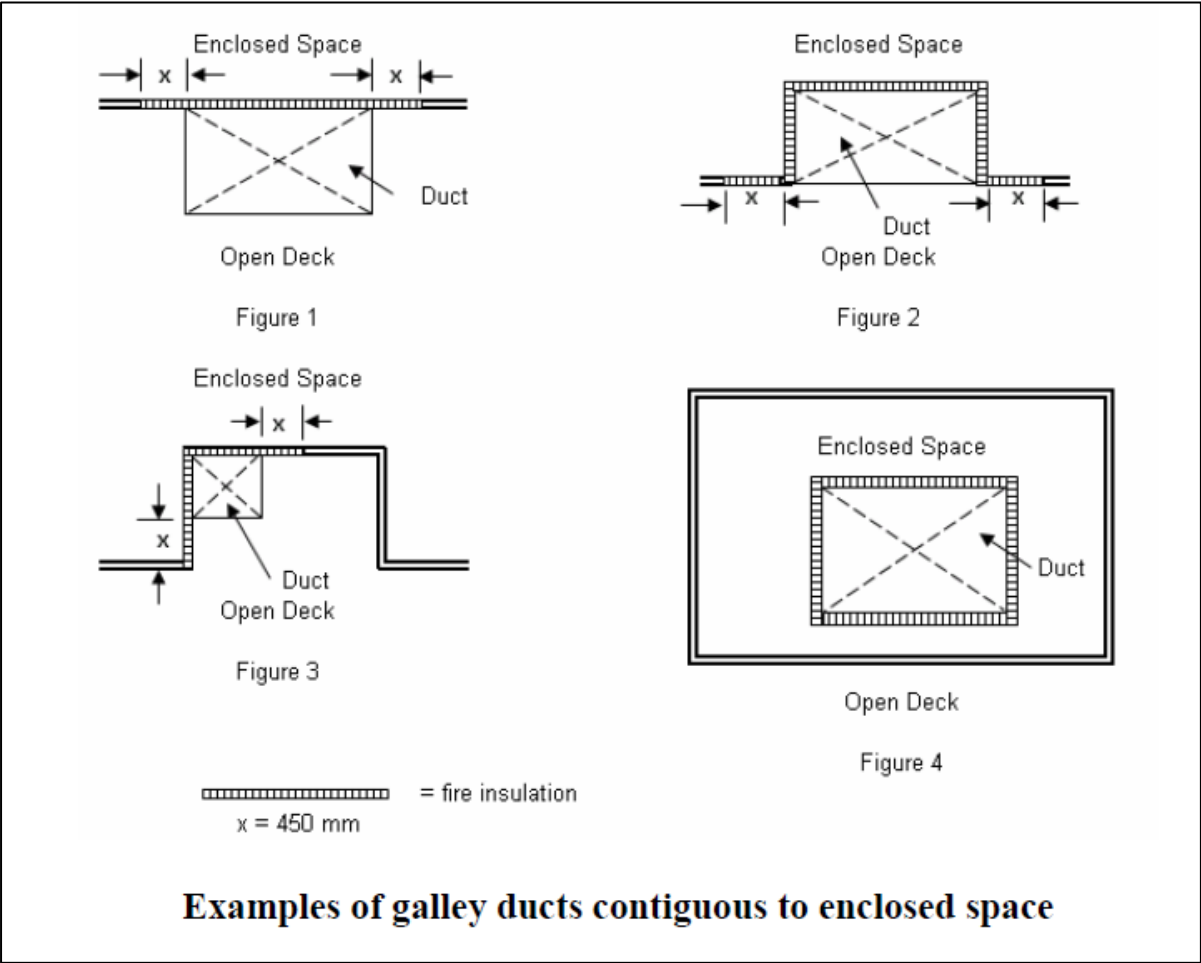 Enclosed Space
x x
Duct
Open Deck
Figure 1
Enclosed Space
x x
Duct
Open Deck
Figure 2
Enclosed Space
x
x
Duct
Open Deck
Figure 3
Enclosed Space
Duct
Open Deck
Figure 4
= fire insulation
x = 450 mm
Examples of galley ducts contiguous to enclosed space